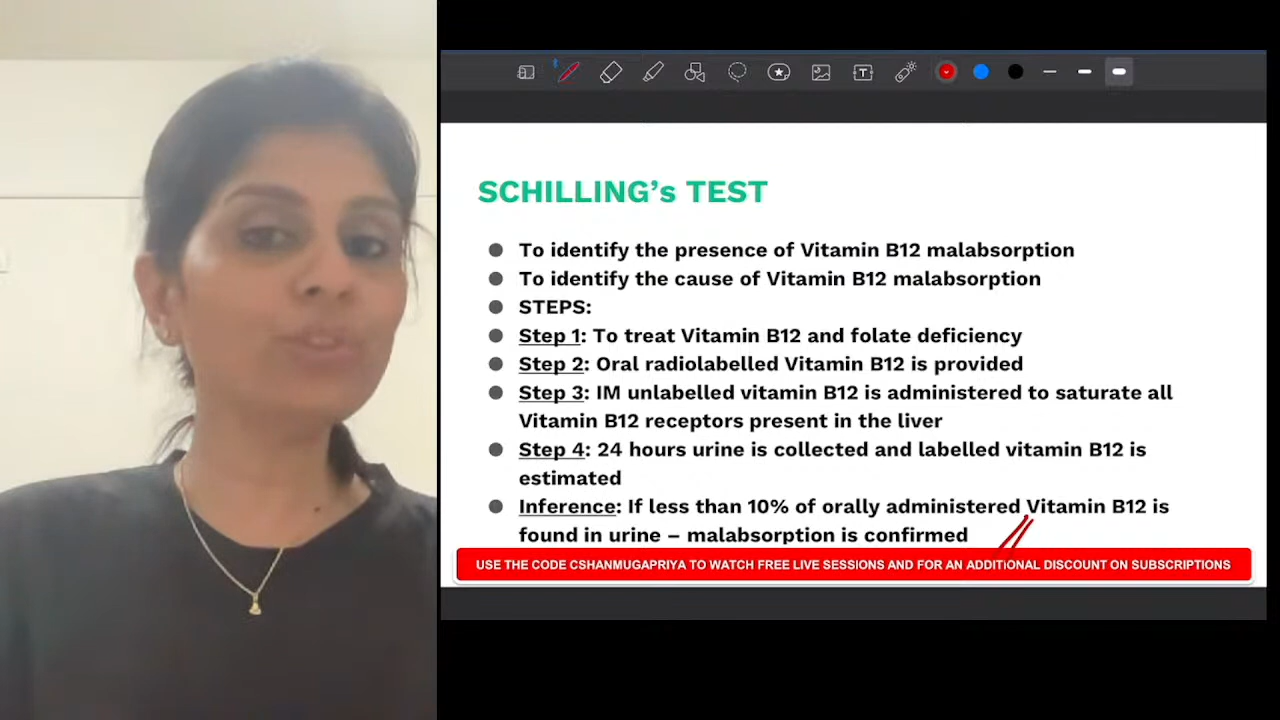 SCHILLING's TEST
To identify the presence of Vitamin B12 malabsorption
To identify the cause of Vitamin B12 malabsorption
STEPS:
Step 1: To treat Vitamin B12 and folate deficiency
Step 2: Oral radiolabelled Vitamin B12 is provided
Step 3: IM unlabelled vitamin B12 is administered to saturate all
Vitamin B12 receptors present in the liver
Step 4: 24 hours urine is collected and labelled vitamin B12 is
estimated
Inference: If less than 10% of orally administered Vitamin B12 is
found in urine – malabsorption is confirmed
USE THE CODE CSHANMUGAPRIYA TO WATCH FREE LIVE SESSIONS AND FOR AN ADDITIONAL DISCOUNT ON SUBSCRIPTIONS